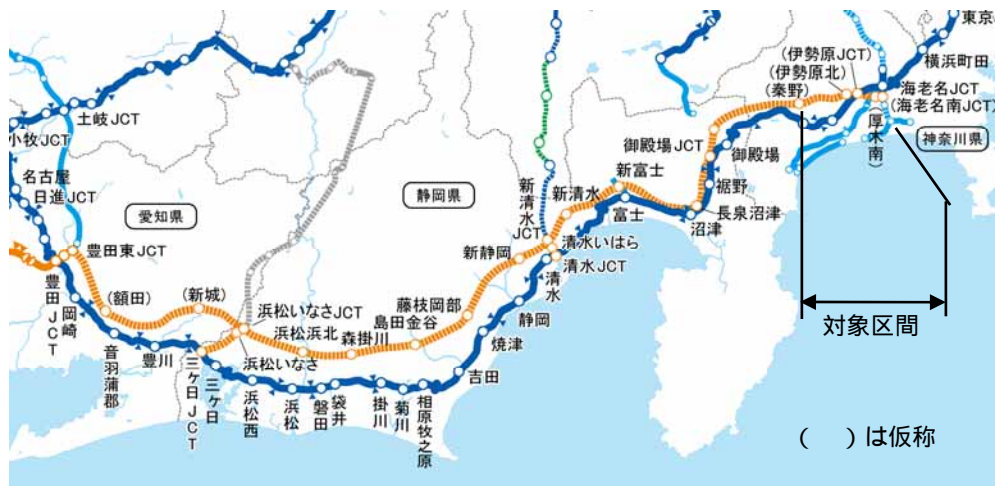 東京
横浜町田
(伊勢原JCT)
(伊勢原北)
(秦野)
海老名JCT
(海老名南JCT)
(厚木南)
神奈川県
土岐JCT
小牧JCT
名古屋
日進JCT
愛知県
静岡県
御殿場JCT
御殿場
裾野
長泉沼津
沼津
新富士
富士
新清水
新清水JCT
清水いはら
清水JCT
清水
新静岡
静岡
豊田東JCT
豊田JCT
岡崎
(額田)
(新城)
浜松いなさJCT
浜松いなさ
浜松浜北
森掛川
島田金谷
藤枝岡部
焼津
吉田
音羽蒲郡
豊川
三ケ日JCT
三ケ日
浜松西
浜松
磐田
袋井
掛川
菊川
相原牧之原
対象区間
(　)は仮称